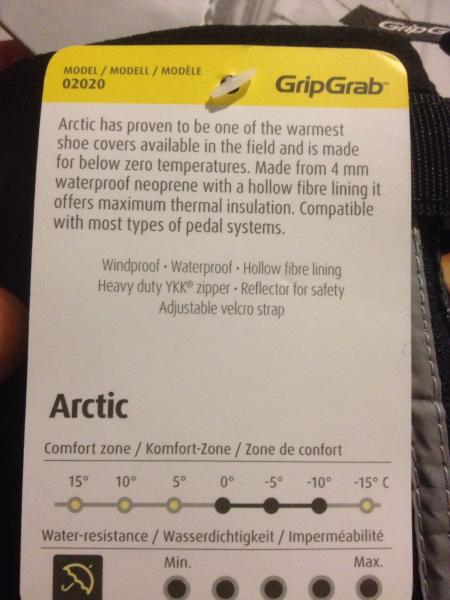 GripGrab
MODEL / MODELL / MODÈLE
02020
GripGrab™
Arctic has proven to be one of the warmest
shoe covers available in the field and is made
for below zero temperatures. Made from 4 mm
waterproof neoprene with a hollow fibre lining it
offers maximum thermal insulation. Compatible
with most types of pedal systems.
Windproof · Waterproof · Hollow fibre lining
Heavy duty YKK® zipper · Reflector for safety
Adjustable velcro strap
Arctic
Comfort zone / Komfort-Zone / Zone de confort
15° 10° 5° 0° -5° -10° -15° C
Water-resistance / Wasserdichtigkeit / Imperméabilité
Min. Max.